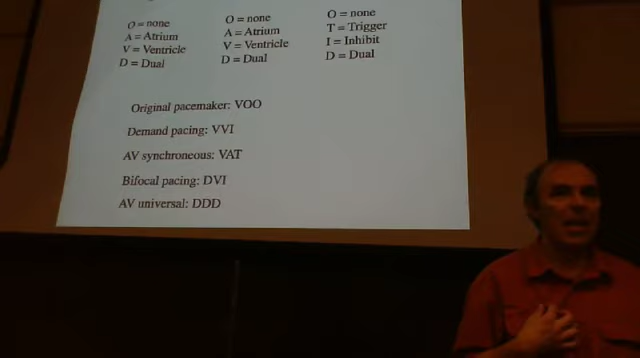 O = none O = none O = none
A = Atrium A = Atrium T = Trigger
V = Ventricle V = Ventricle I = Inhibit
D = Dual D = Dual D = Dual
Original pacemaker: VOO
Demand pacing: VVI
AV synchroneous: VAT
Bifocal pacing: DVI
AV universal: DDD